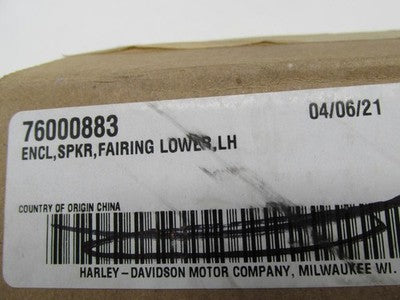 76000883 04/06/21
ENCL,SPKR,FAIRING LOWER,LH
COUNTRY OF ORIGIN CHINA
HARLEY-DAVIDSON MOTOR COMPANY, MILWAUKEE WI.